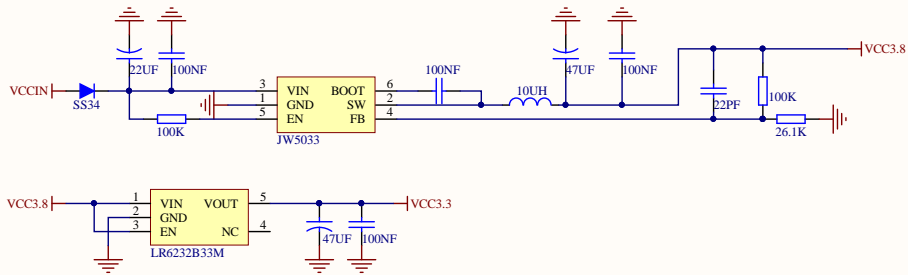 22UF
100NF
47UF
100NF
VCC3.8
VCCIN
SS34
100NF
3
VIN
BOOT
6
1
GND
SW
2
5
EN
FB
4
10UH
22PF
100K
100K
JW5033
26.1K
VCC3.8
1
VIN
VOUT
5
VCC3.3
2
GND
3
EN
NC
4
47UF
100NF
LR6232B33M